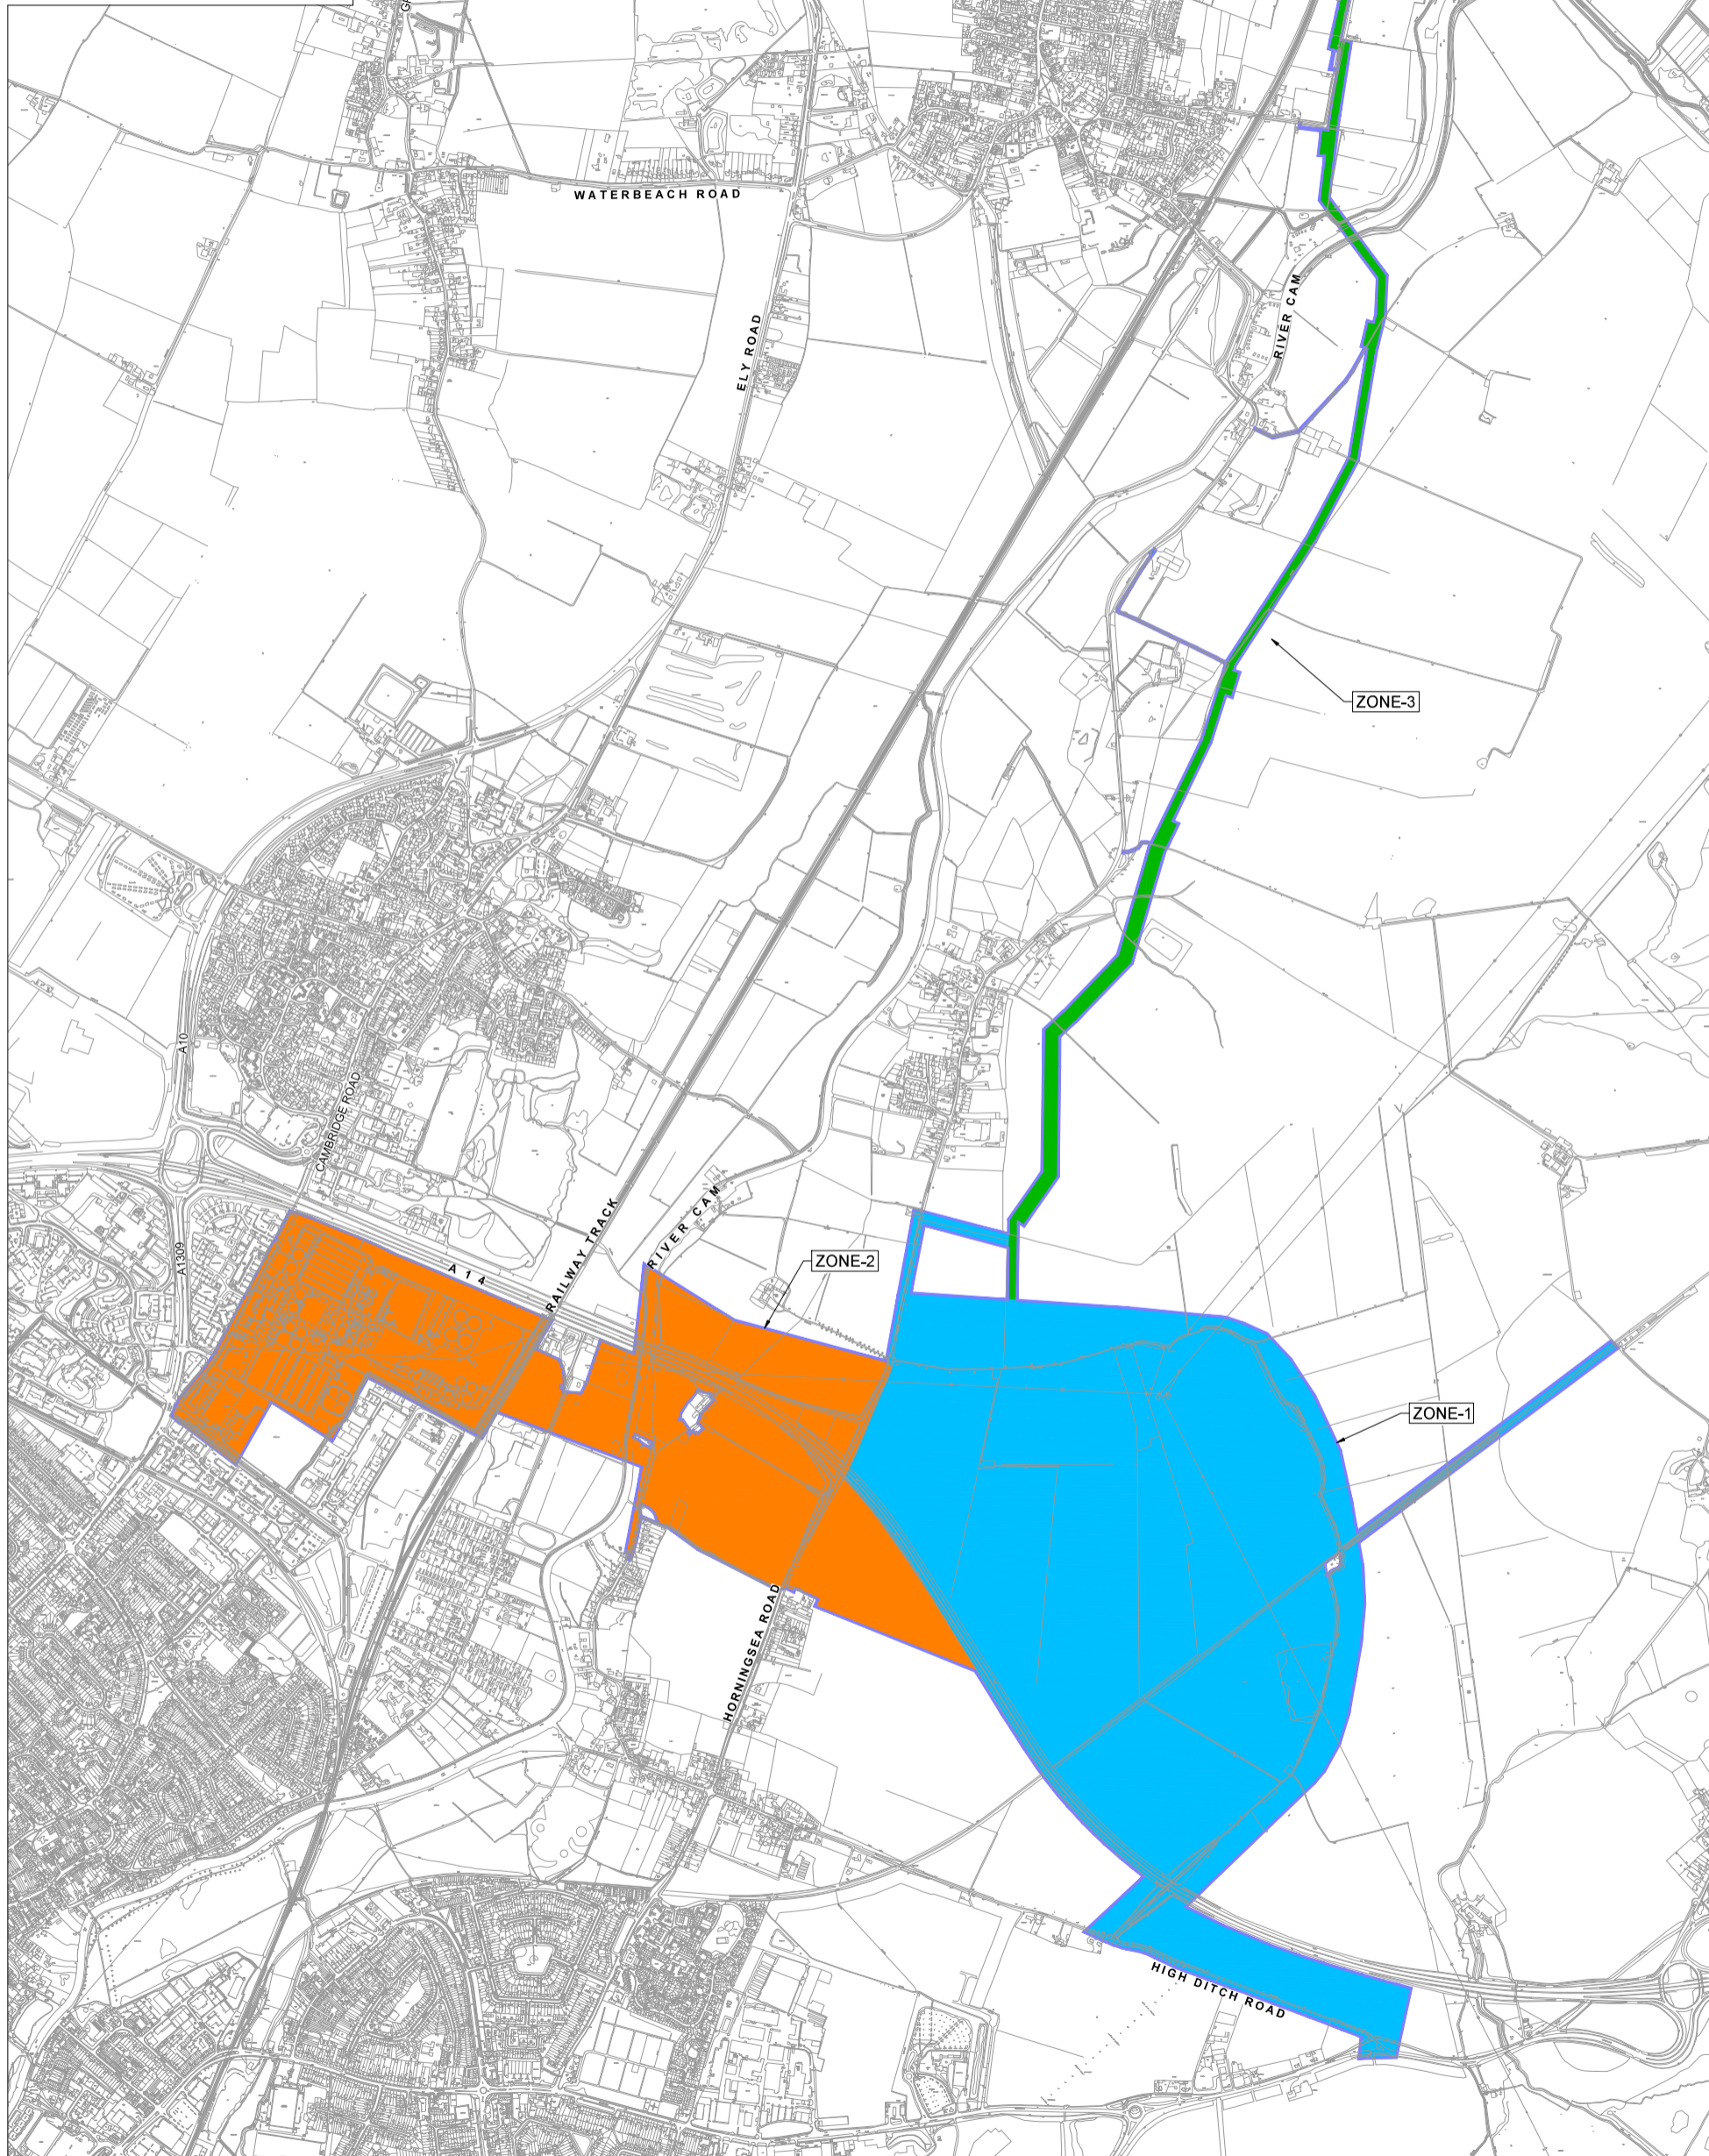 WATERBEACH ROAD
ELY ROAD
RIVER CAM
ZONE-3
A10
CAMBRIDGE ROAD
RAILWAY TRACK
RIVER CAM
A1309
A14
ZONE-2
ZONE-1
HORNINGSEA ROAD
HIGH DITCH ROAD